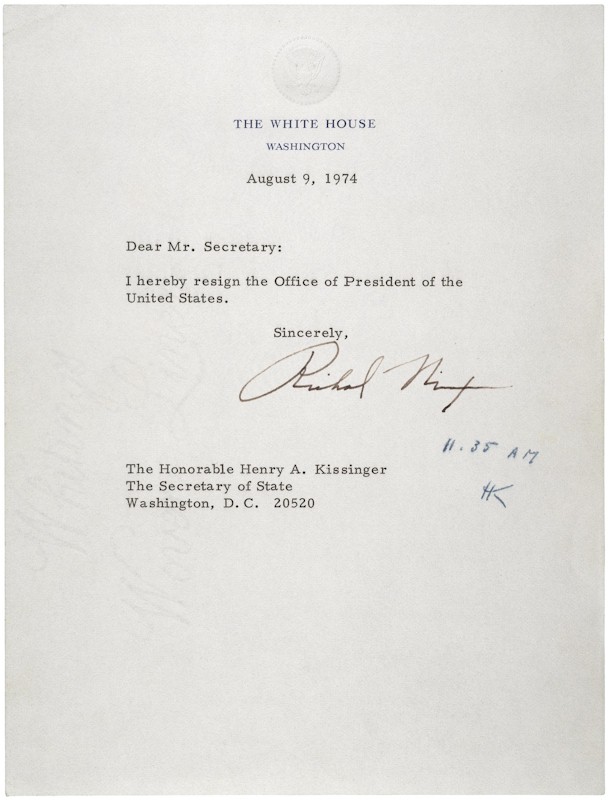 THE WHITE HOUSE
WASHINGTON
August 9, 1974
Dear Mr. Secretary:
I hereby resign the Office of President of the
United States.
Sincerely,
Richard Nixon
11.35 AM
HK
The Honorable Henry A. Kissinger
The Secretary of State
Washington, D.C. 20520